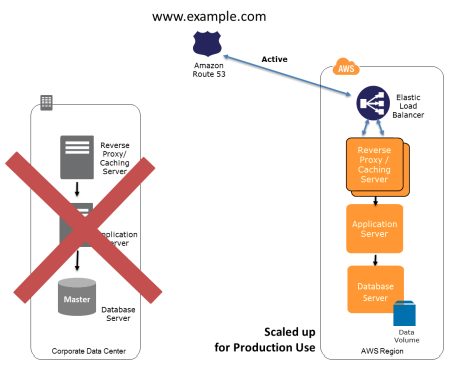 www.example.com
Amazon
Route 53
Active
AWS
Elastic
Load
Balancer
Reverse
Proxy/
Caching
Server
Application
Server
Master
Database
Server
Corporate Data Center
Reverse
Proxy /
Caching
Server
Application
Server
Database
Server
Data
Volume
Scaled up
for Production Use
AWS Region